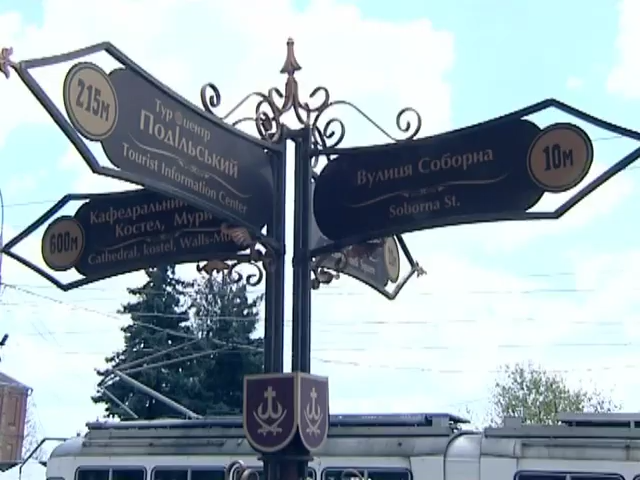 215м
Тур центр
Подільський
Tourist Information Center
600м
Кафедральний
Костел, Мури
Cathedral, kostel, Walls-Mu
Вулиця Соборна
Soborna St.
10м